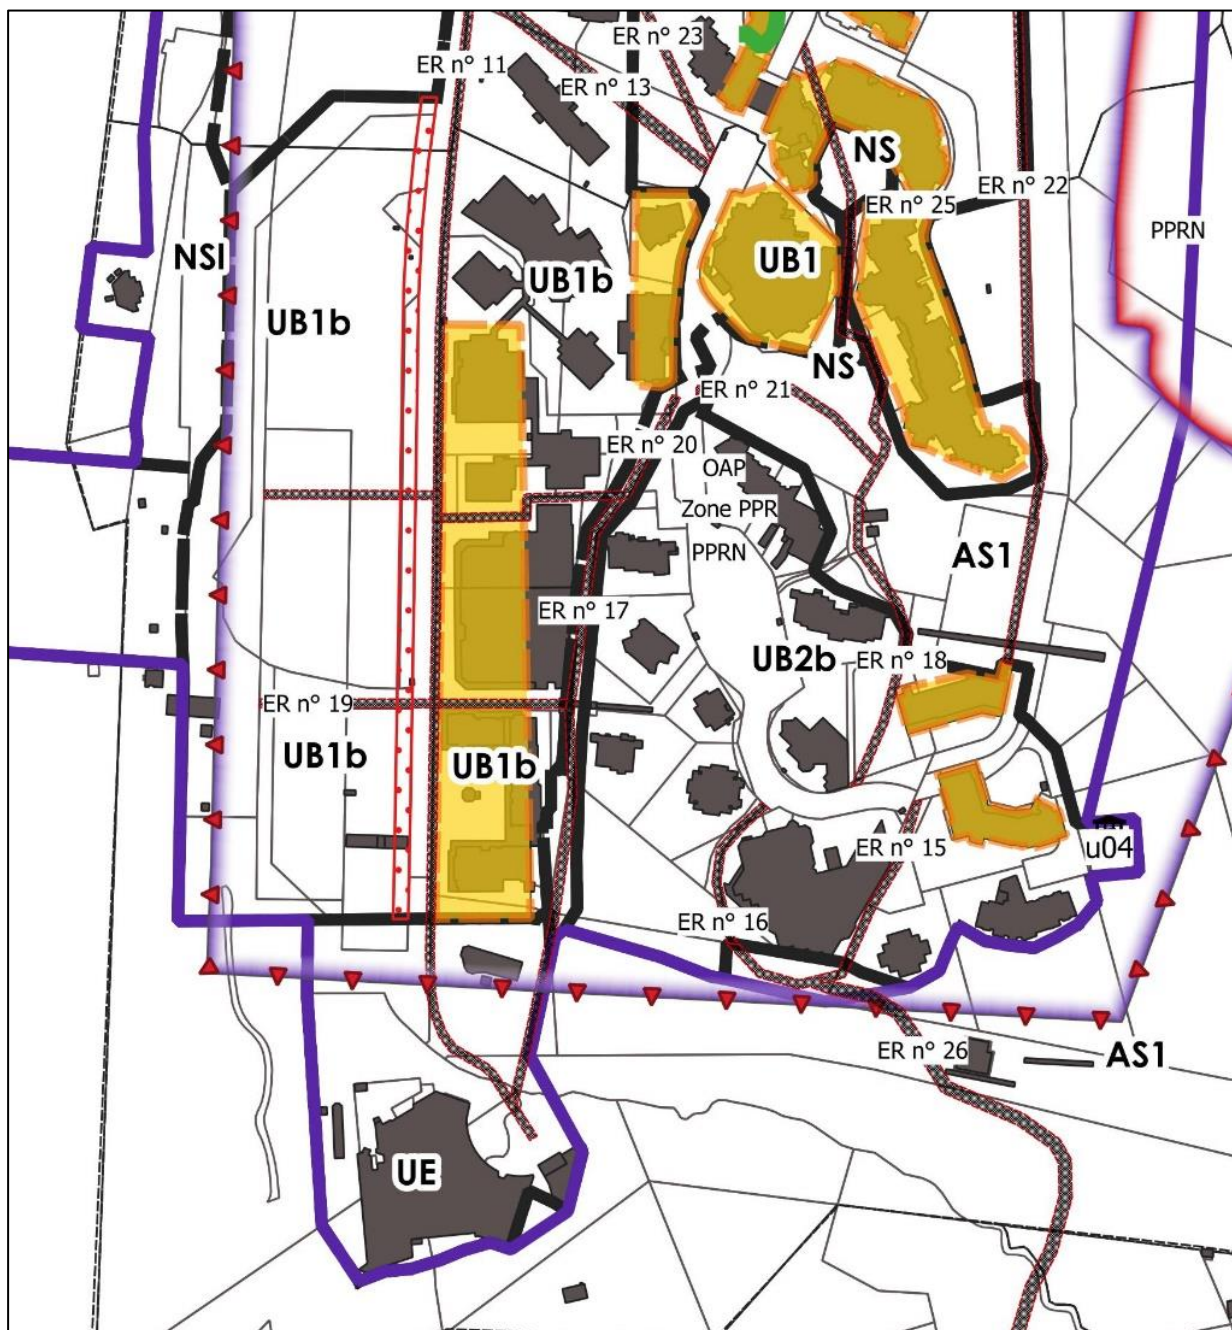 ER n° 23
ER n° 11
ER n° 13
NS
ER n° 22
ER n° 25
PPRN
NSl
UB1b
UB1b
UB1
NS
ER n° 21
ER n° 20
OAP
Zone PPR
PPRN
AS1
ER n° 17
UB2b
ER n° 18
ER n° 19
UB1b
UB1b
u04
ER n° 15
ER n° 16
ER n° 26
AS1
UE